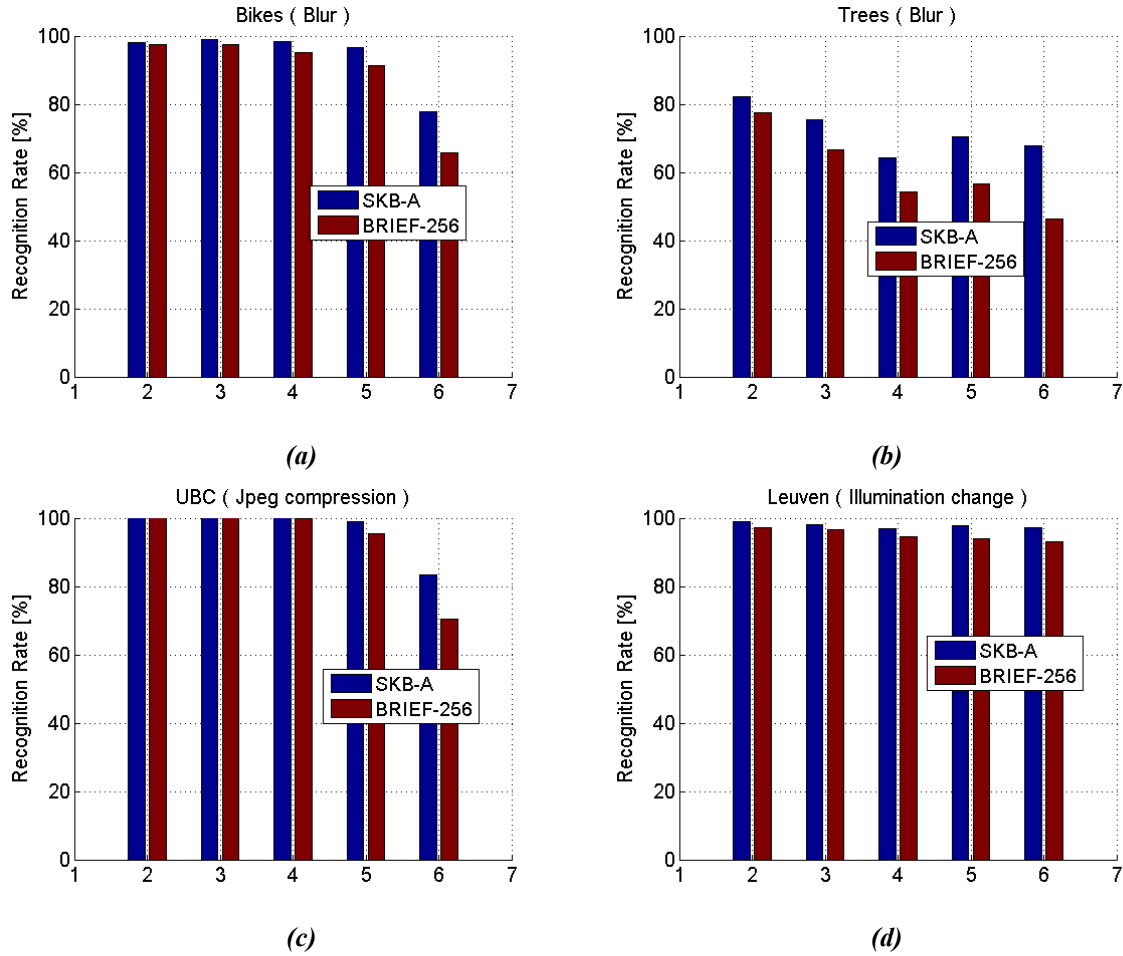 Bikes ( Blur )
Recognition Rate [%]
100
80
60
40
20
0
1 2 3 4 5 6 7
SKB-A
BRIEF-256
(a)
Trees ( Blur )
Recognition Rate [%]
100
80
60
40
20
0
1 2 3 4 5 6 7
SKB-A
BRIEF-256
(b)
UBC ( Jpeg compression )
Recognition Rate [%]
100
80
60
40
20
0
1 2 3 4 5 6 7
SKB-A
BRIEF-256
(c)
Leuven ( Illumination change )
Recognition Rate [%]
100
80
60
40
20
0
1 2 3 4 5 6 7
SKB-A
BRIEF-256
(d)